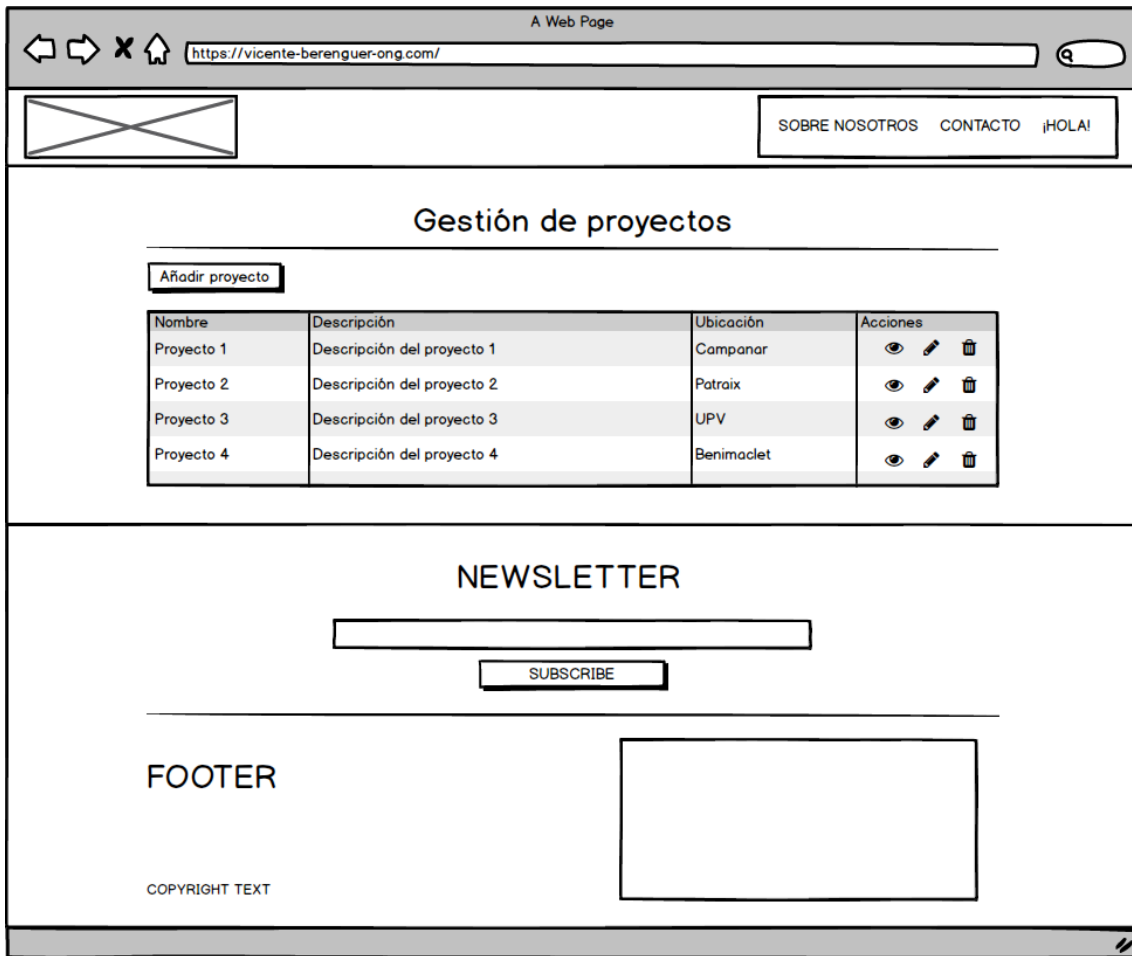 A Web Page
https://vicente-berenguer-ong.com/
SOBRE NOSOTROS CONTACTO ¡HOLA!
Gestión de proyectos
Añadir proyecto
Nombre Descripción Ubicación Acciones
Proyecto 1 Descripción del proyecto 1 Campanar
Proyecto 2 Descripción del proyecto 2 Patraix
Proyecto 3 Descripción del proyecto 3 UPV
Proyecto 4 Descripción del proyecto 4 Benimaclet
NEWSLETTER
SUBSCRIBE
FOOTER
COPYRIGHT TEXT